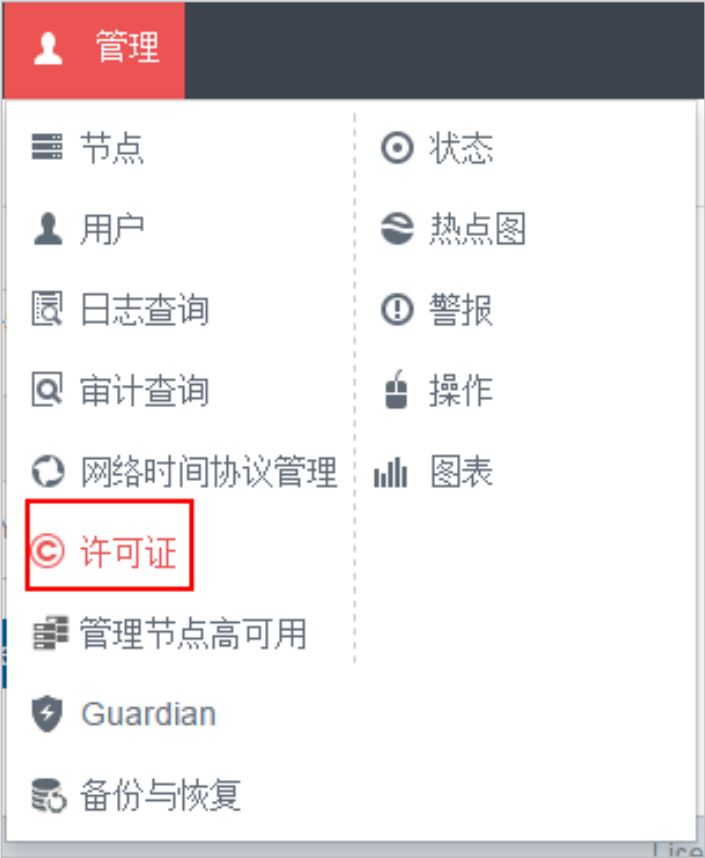 管理
节点
用户
日志查询
审计查询
网络时间协议管理
许可证
管理节点高可用
Guardian
备份与恢复
状态
热点图
警报
操作
图表